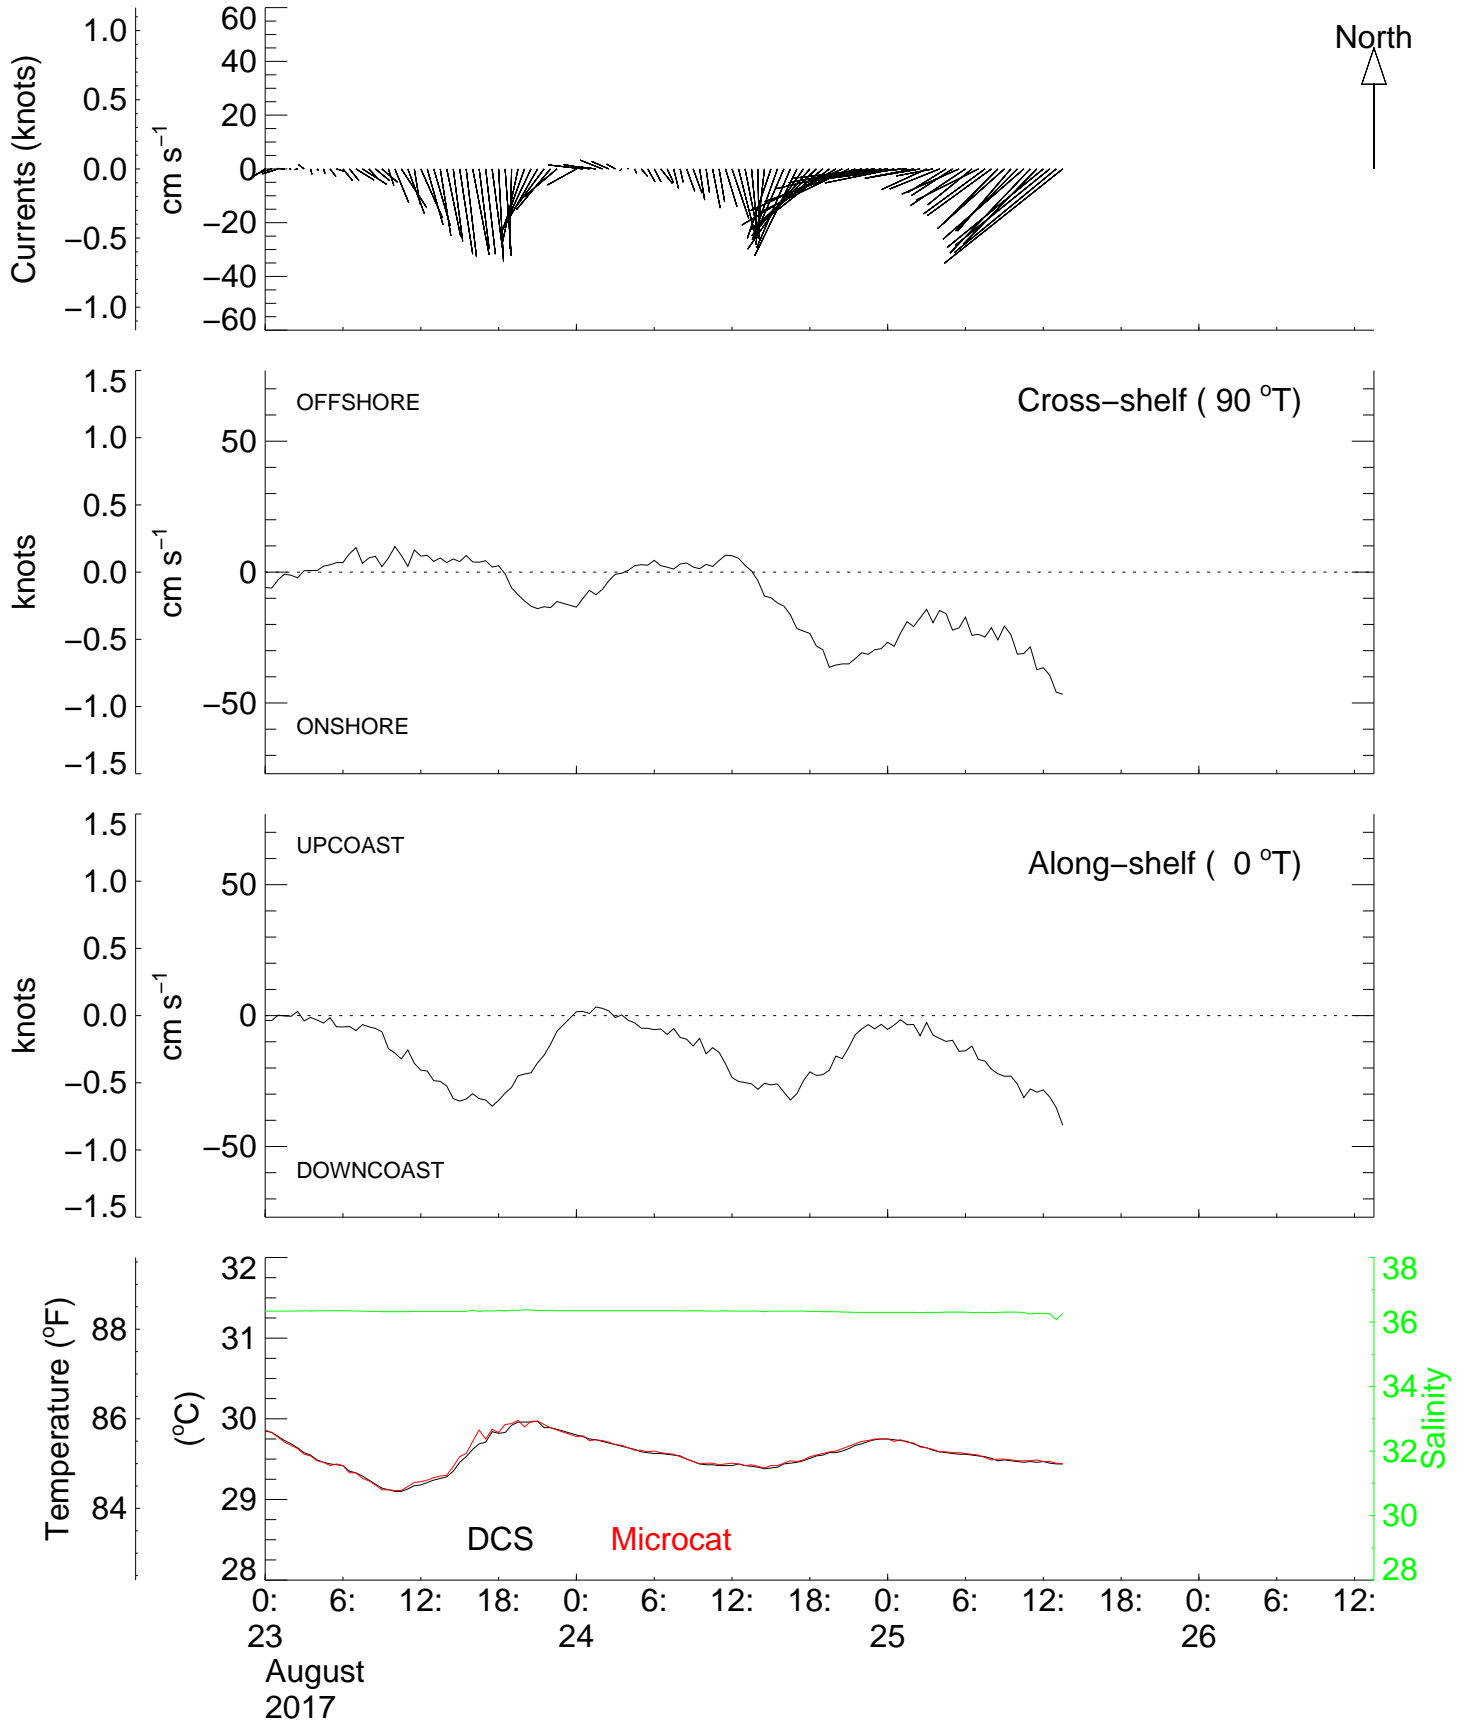 North
Currents (knots)
1.0
0.5
0.0
−0.5
−1.0
cm s−1
60
40
20
0
−20
−40
−60
OFFSHORE
Cross−shelf ( 90 oT)
ONSHORE
knots
1.5
1.0
0.5
0.0
−0.5
−1.0
−1.5
cm s−1
50
0
−50
UPCOAST
Along−shelf ( 0 oT)
DOWNCOAST
knots
1.5
1.0
0.5
0.0
−0.5
−1.0
−1.5
cm s−1
50
0
−50
Temperature (oF)
88
86
84
(oC)
32
31
30
29
28
DCS Microcat
38
36
34
32
30
28
Salinity
0: 6: 12: 18: 0: 6: 12: 18: 0: 6: 12: 18: 0: 6: 12:
23 24 25 26
August
2017